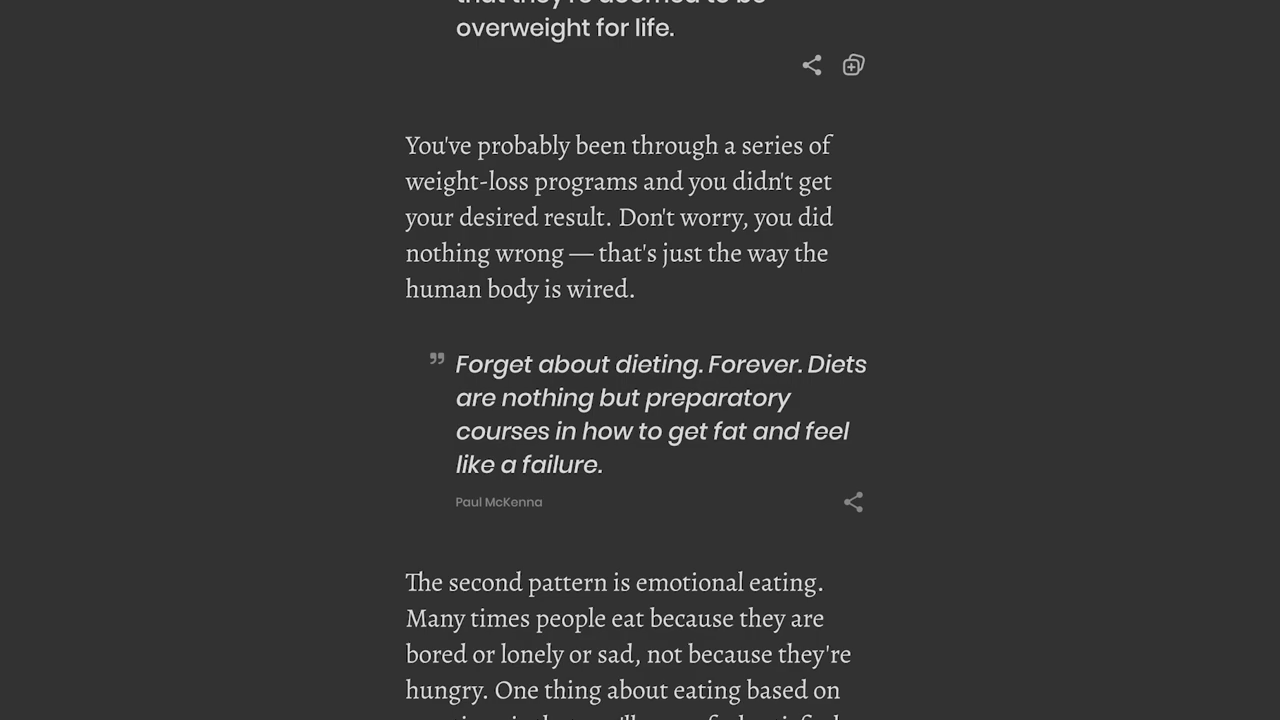 overweight for life.
You've probably been through a series of
weight-loss programs and you didn't get
your desired result. Don't worry, you did
nothing wrong — that's just the way the
human body is wired.
" Forget about dieting. Forever. Diets
are nothing but preparatory
courses in how to get fat and feel
like a failure.
Paul McKenna
The second pattern is emotional eating.
Many times people eat because they are
bored or lonely or sad, not because they're
hungry. One thing about eating based on